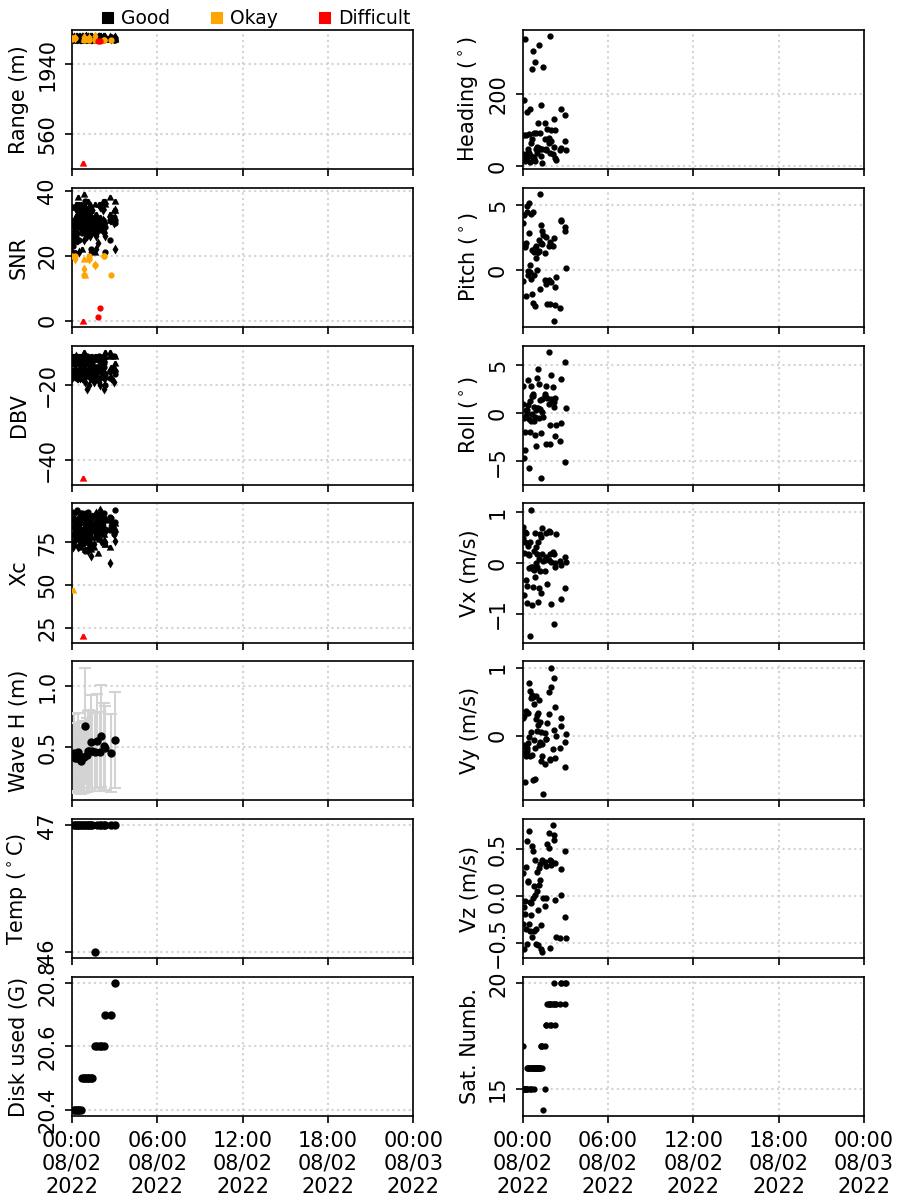 Good Okay Difficult
Range (m)
1940
560
Heading (°)
200
0
SNR
40
20
0
Pitch (°)
5
0
DBV
−20
−40
Roll (°)
5
0
−5
Xc
75
50
25
Vx (m/s)
1
0
−1
Wave H (m)
1.0
0.5
Vy (m/s)
1
0
Temp (°C)
47
46
Vz (m/s)
0.5
0.0
−0.5
Disk used (G)
20.8
20.6
20.4
Sat. Numb.
20
15
00:00 06:00 12:00 18:00 00:00 00:00 06:00 12:00 18:00 00:00
08/02 08/02 08/02 08/02 08/03 08/02 08/02 08/02 08/02 08/03
2022 2022 2022 2022 2022 2022 2022 2022 2022 2022